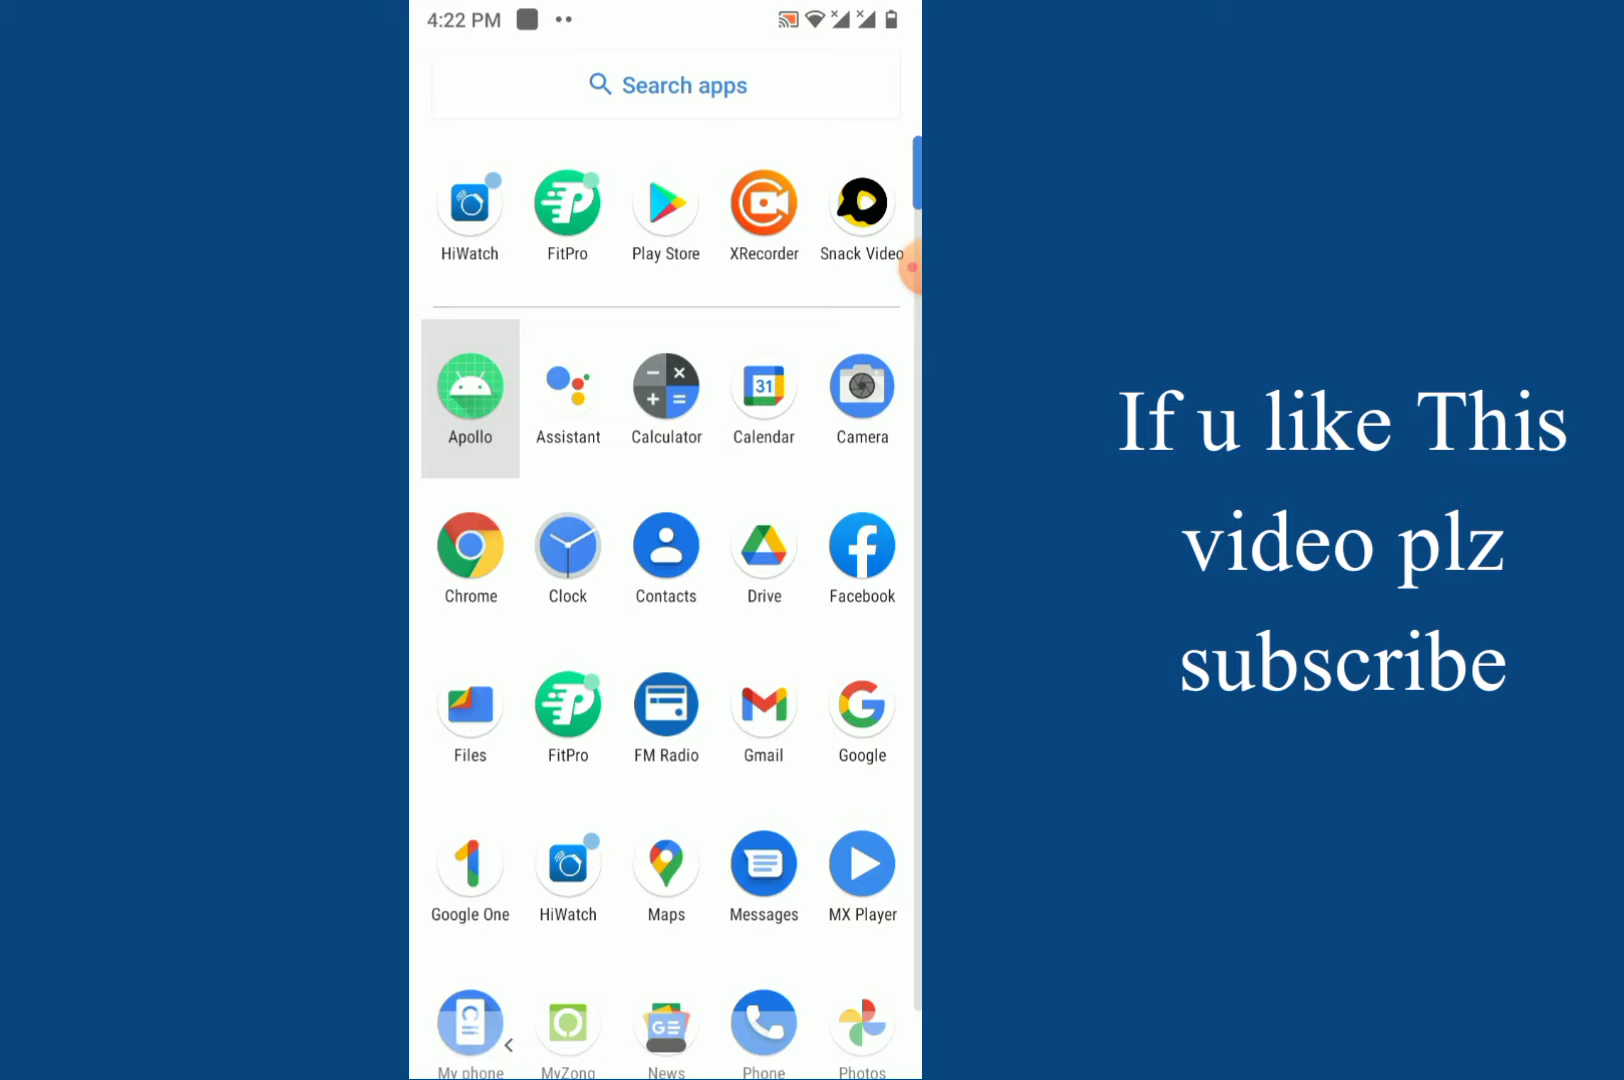 4:22 PM
Search apps
HiWatch
FitPro
Play Store
XRecorder
Snack Video
Apollo
Assistant
Calculator
31
Calendar
Camera
Chrome
Clock
Contacts
Drive
Facebook
Files
FitPro
FM Radio
Gmail
Google
Google One
HiWatch
Maps
Messages
MX Player
My phone
MyZong
GE
News
Phone
Photos
If u like This
video plz
subscribe